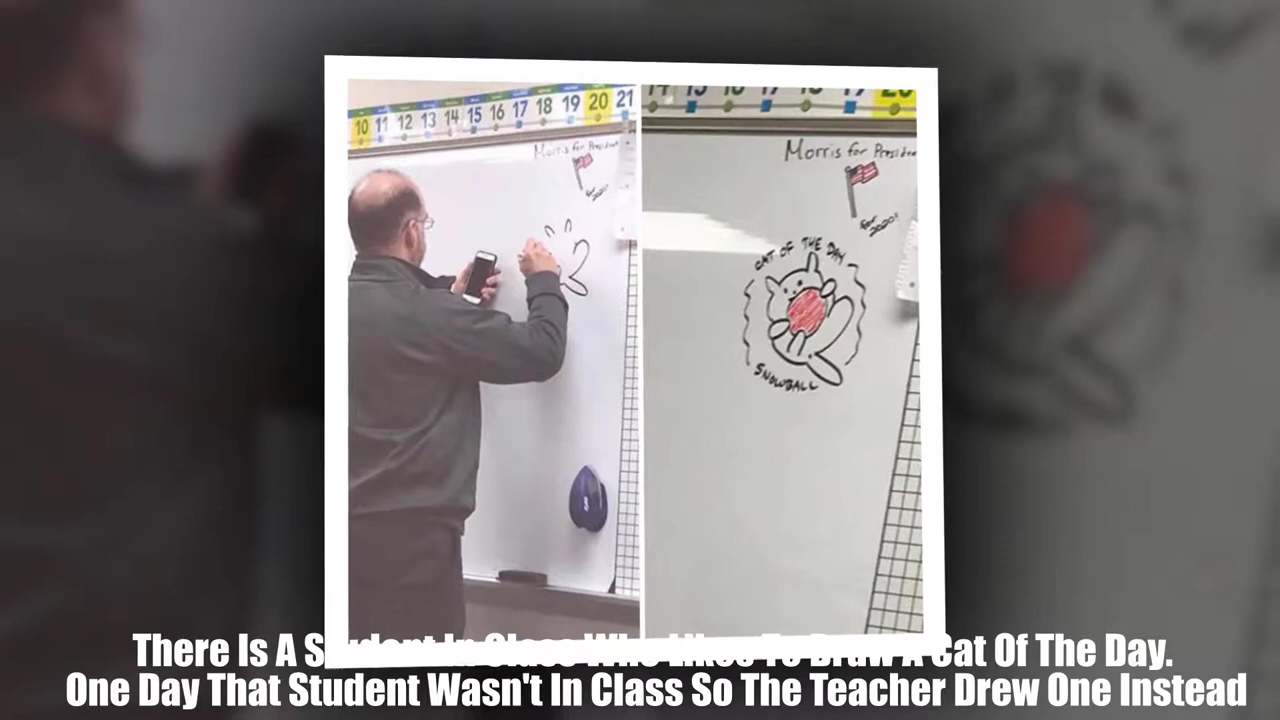 10 11 12 13 14 15 16 17 18 19 20 21
Morris for President
for 2020!
CAT OF THE DAY
SNOWBALL
There Is A Student In Class Who Likes To Draw A Cat Of The Day.
One Day That Student Wasn't In Class So The Teacher Drew One Instead